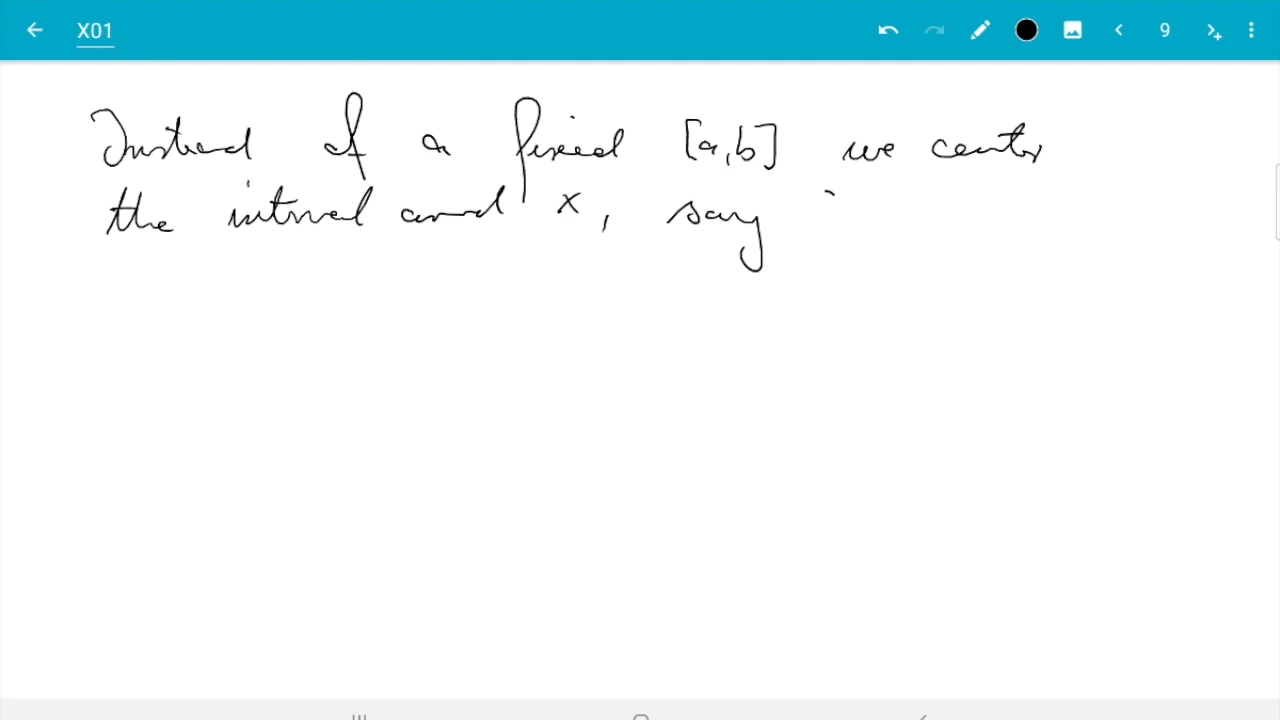 X01
9
Instead of a fixed [a,b] we center
the interval around x, say